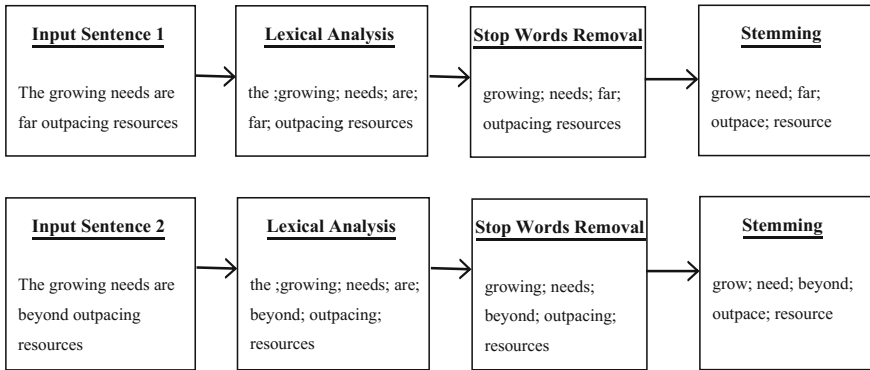 Input Sentence 1
The growing needs are
far outpacing resources
Lexical Analysis
the ;growing; needs; are;
far; outpacing resources
Stop Words Removal
growing; needs; far;
outpacing resources
Stemming
grow; need; far;
outpace; resource
Input Sentence 2
The growing needs are
beyond outpacing
resources
Lexical Analysis
the ;growing; needs; are;
beyond; outpacing;
resources
Stop Words Removal
growing; needs;
beyond; outpacing;
resources
Stemming
grow; need; beyond;
outpace; resource